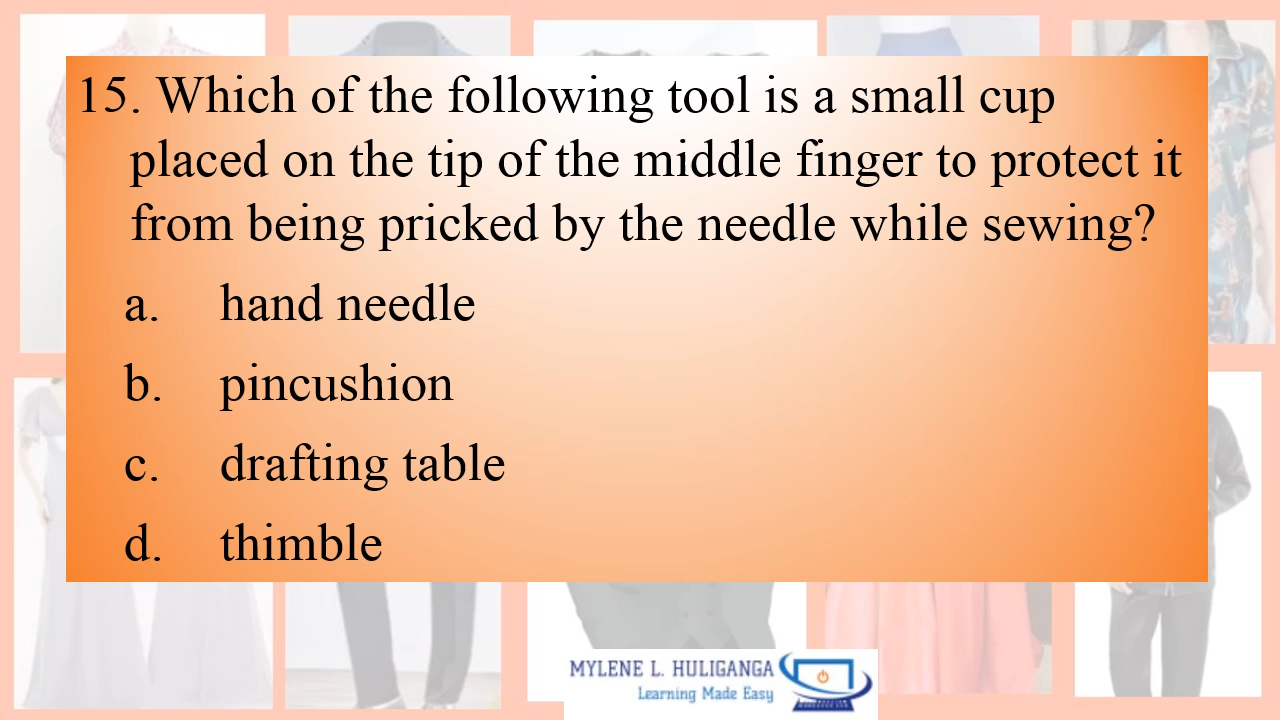 15. Which of the following tool is a small cup
placed on the tip of the middle finger to protect it
from being pricked by the needle while sewing?
a. hand needle
b. pincushion
c. drafting table
d. thimble
MYLENE L. HULIGANGA
Learning Made Easy